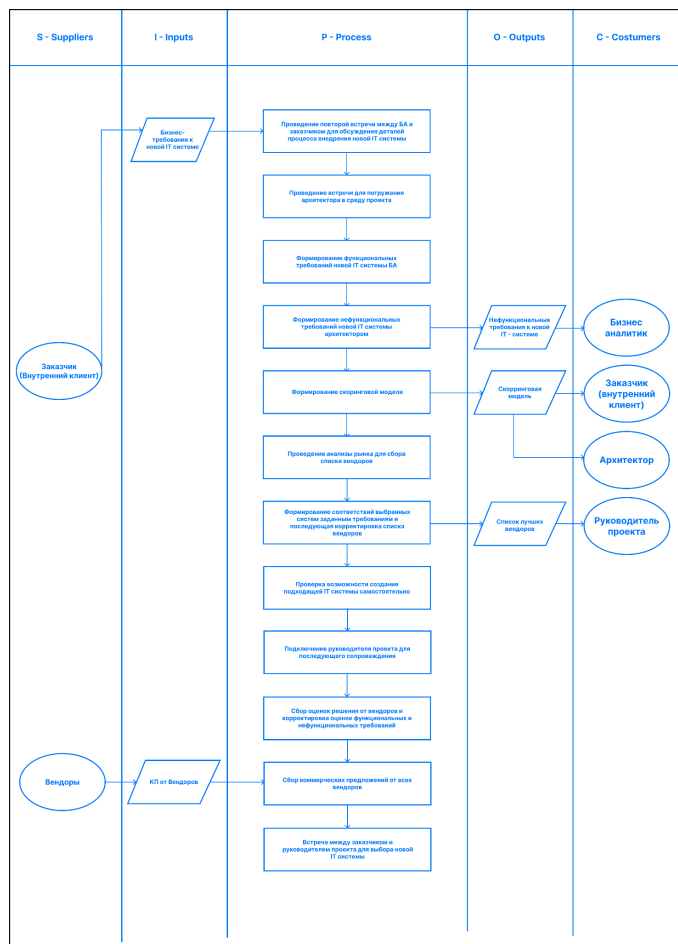 S - Suppliers
I - Inputs
P - Process
O - Outputs
C - Costumers
Бизнес-
требования к
новой IT системе
Проведение повторой встречи между БА и
заказчиком для обсуждения деталей
процесса внедрения новой IT системы
Проведение встречи для погружения
архитектора в среду проекта
Формирование функциональных
требований новой IT системы БА
Формирование нефункциональных
требований новой IT системы
архитектором
Нефункциональные
требования к новой
IT - системе
Бизнес
аналитик
Заказчик
(Внутренний клиент)
Формирование скоринговой модели
Скорринговая
модель
Заказчик
(внутренний
клиент)
Проведение анализы рынка для сбора
списка вендоров
Архитектор
Формирование соответствий выбранных
систем заданным требованиям и
последующая корректировка списка
вендоров
Список лучших
вендоров
Руководитель
проекта
Проверка возможности создания
подходящей IT системы самостоятельно
Подключение руководителя проекта для
последующего сопроваждения
Сбор оценок решения от вендоров и
корректировка оценок функциональных и
нефункциональных требований
Вендоры
КП от Вендоров
Сбор коммерческих предложений от всех
вендоров
Встреча между заказчиком и
руководителем проекта для выбора новой
IT системы